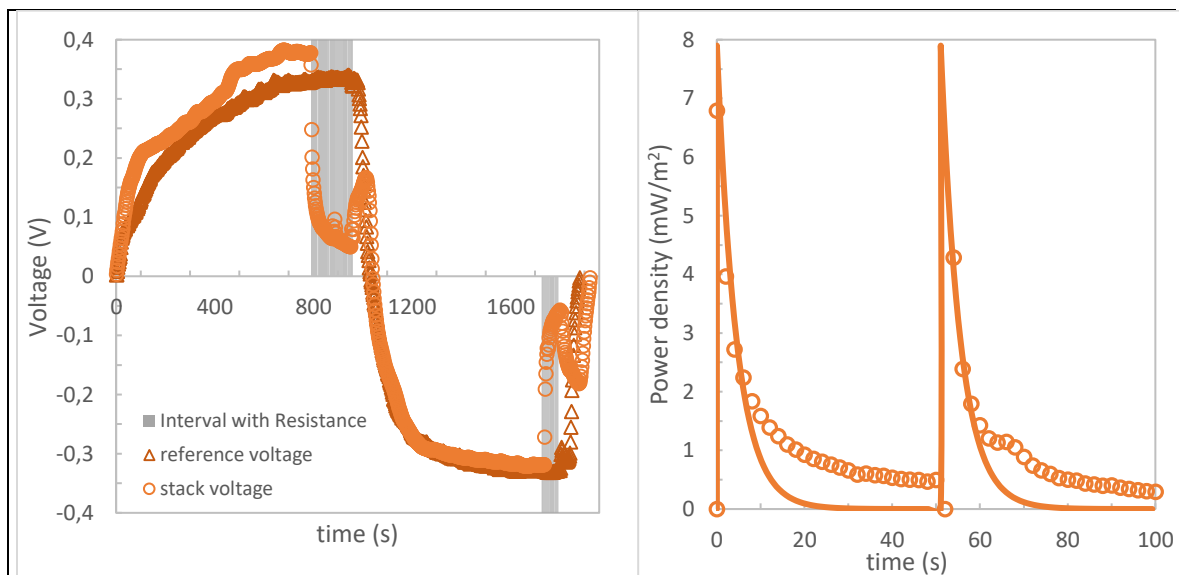 0,4
0,3
0,2
0,1
0
-0,1
-0,2
-0,3
-0,4
Voltage (V)
0 400 800 1200 1600
Interval with Resistance
reference voltage
stack voltage
time (s)
8
7
6
5
4
3
2
1
0
Power density (mW/m²)
0 20 40 60 80 100
time (s)